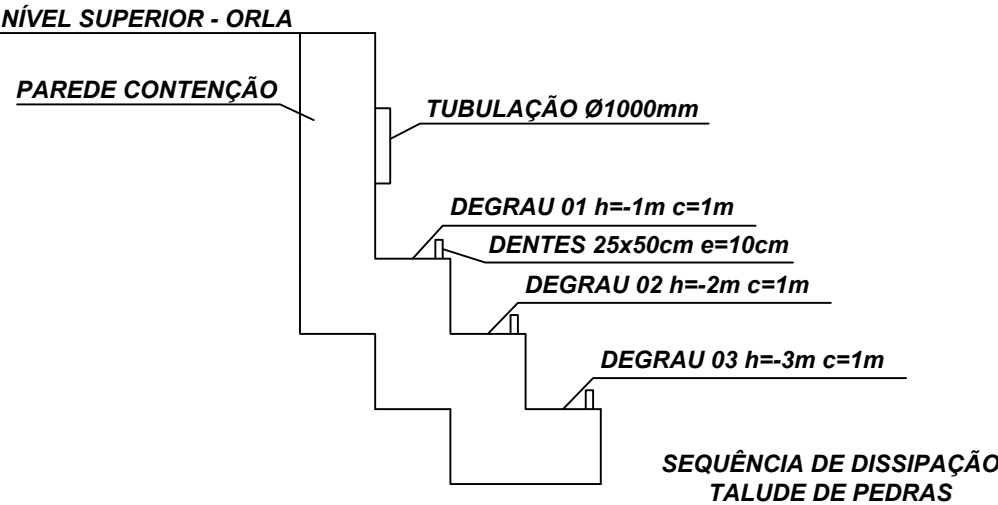 NÍVEL SUPERIOR - ORLA
PAREDE CONTENÇÃO
TUBULAÇÃO Ø1000mm
DEGRAU 01 h=-1m c=1m
DENTES 25x50cm e=10cm
DEGRAU 02 h=-2m c=1m
DEGRAU 03 h=-3m c=1m
SEQUÊNCIA DE DISSIPAÇÃO
TALUDE DE PEDRAS